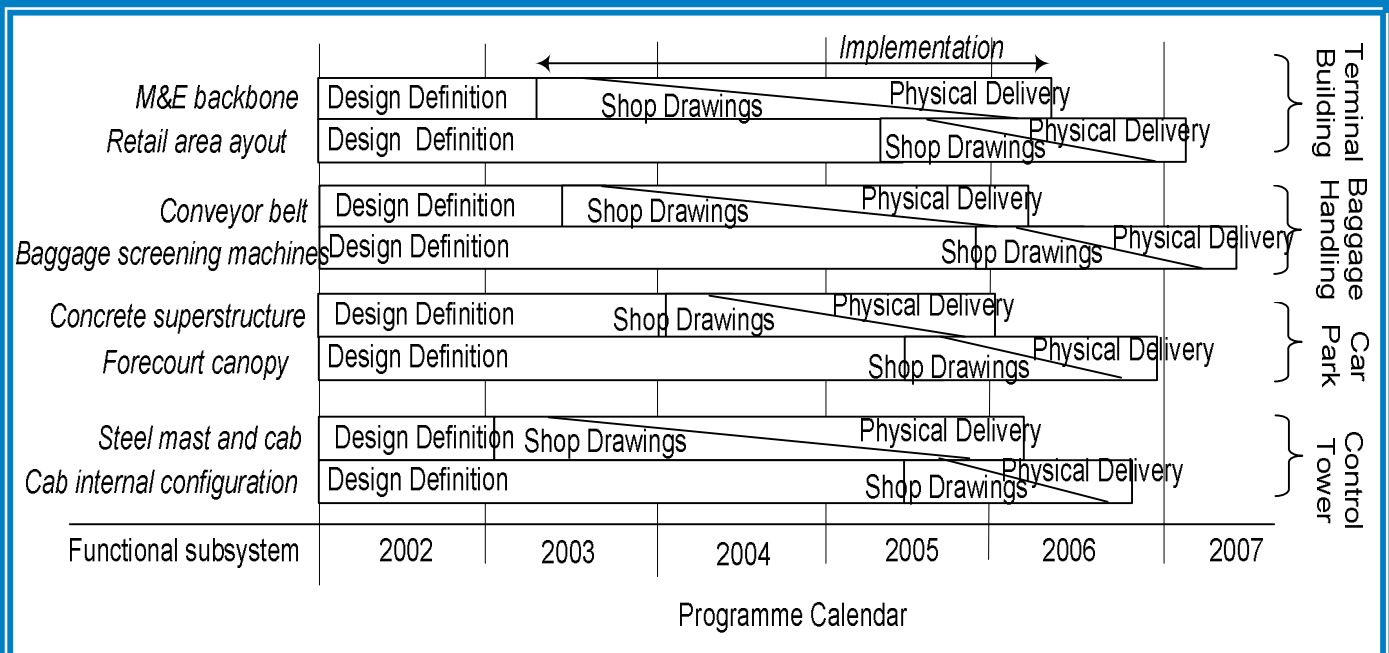 Implementation
M&E backbone Design Definition Shop Drawings Physical Delivery
Retail area ayout Design Definition Shop Drawings Physical Delivery
Terminal
Building
Conveyor belt Design Definition Shop Drawings Physical Delivery
Baggage screening machines Design Definition Shop Drawings Physical Delivery
Baggage
Handling
Concrete superstructure Design Definition Shop Drawings Physical Delivery
Forecourt canopy Design Definition Shop Drawings Physical Delivery
Car
Park
Steel mast and cab Design Definition Shop Drawings Physical Delivery
Cab internal configuration Design Definition Shop Drawings Physical Delivery
Control
Tower
Functional subsystem 2002 2003 2004 2005 2006 2007
Programme Calendar